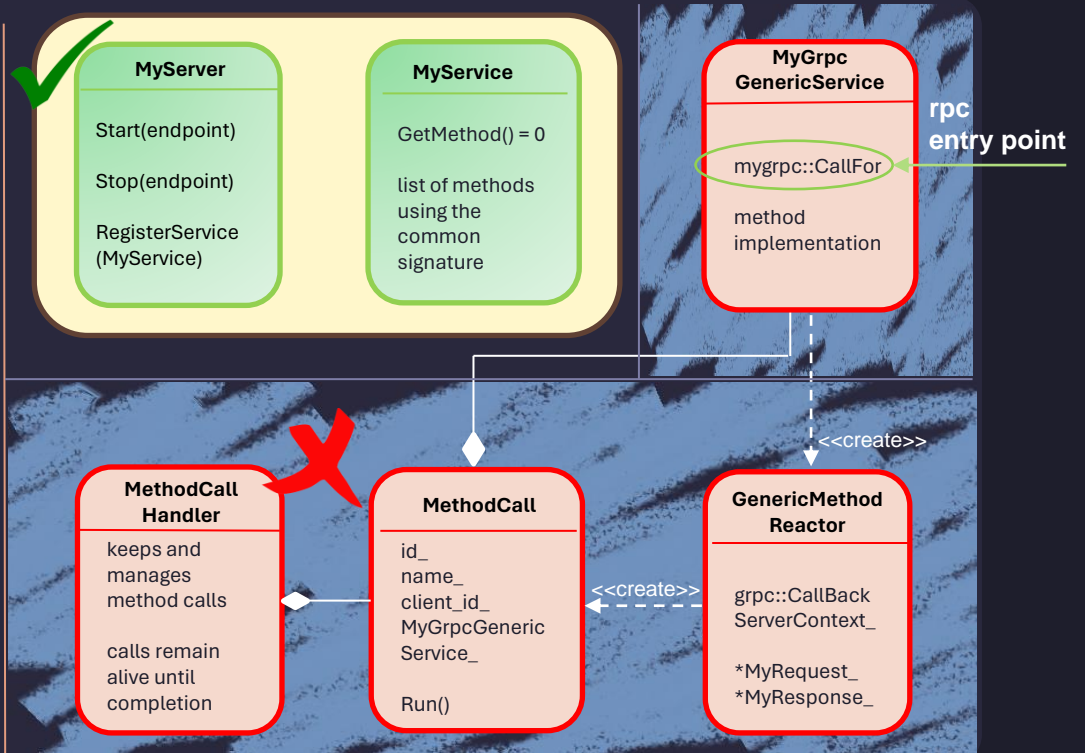 MyServer
Start(endpoint)
Stop(endpoint)
RegisterService
(MyService)
MyService
GetMethod() = 0
list of methods
using the
common
signature
MyGrpc
GenericService
mygrpc::CallFor
method
implementation
rpc
entry point
<<create>>
MethodCall
Handler
keeps and
manages
method calls
calls remain
alive until
completion
MethodCall
id_
name_
client_id_
MyGrpcGeneric
Service_
Run()
<<create>>
GenericMethod
Reactor
grpc::CallBack
ServerContext_
*MyRequest_
*MyResponse_